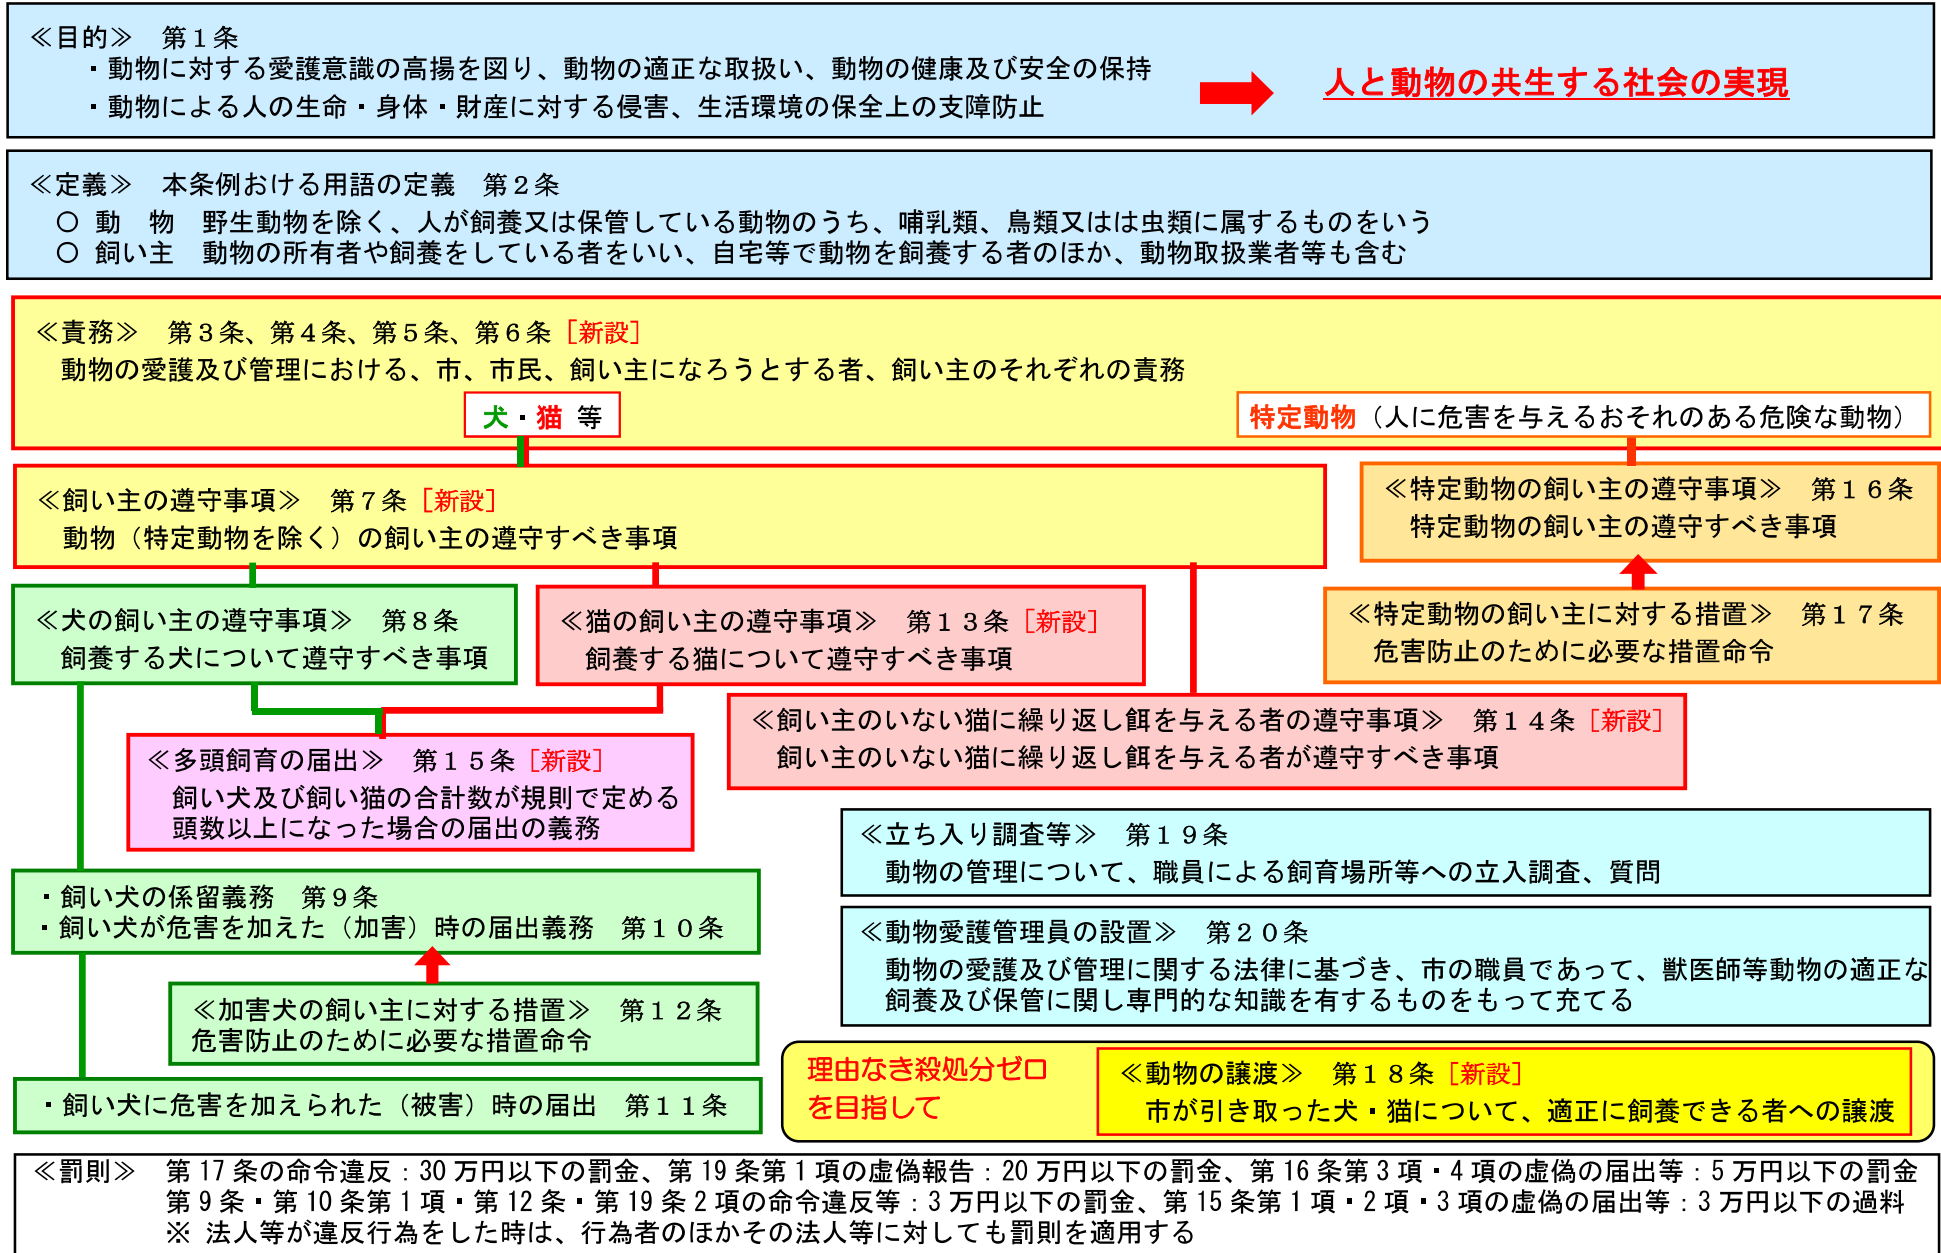 ≪目的≫　第１条
・動物に対する愛護意識の高揚を図り、動物の適正な取扱い、動物の健康及び安全の保持
・動物による人の生命・身体・財産に対する侵害、生活環境の保全上の支障防止
人と動物の共生する社会の実現
≪定義≫　本条例おける用語の定義　第２条
○ 動　物　野生動物を除く、人が飼養又は保管している動物のうち、哺乳類、鳥類又はは虫類に属するものをいう
○ 飼い主　動物の所有者や飼養をしている者をいい、自宅等で動物を飼養する者のほか、動物取扱業者等も含む
≪責務≫　第３条、第４条、第５条、第６条［新設］
動物の愛護及び管理における、市、市民、飼い主になろうとする者、飼い主のそれぞれの責務
犬・猫 等
特定動物（人に危害を与えるおそれのある危険な動物）
≪飼い主の遵守事項≫　第７条［新設］
動物（特定動物を除く）の飼い主の遵守すべき事項
≪特定動物の飼い主の遵守事項≫　第１６条
特定動物の飼い主の遵守すべき事項
≪犬の飼い主の遵守事項≫　第８条
飼養する犬について遵守すべき事項
≪猫の飼い主の遵守事項≫　第１３条［新設］
飼養する猫について遵守すべき事項
≪特定動物の飼い主に対する措置≫　第１７条
危害防止のために必要な措置命令
≪飼い主のいない猫に繰り返し餌を与える者の遵守事項≫　第１４条［新設］
飼い主のいない猫に繰り返し餌を与える者が遵守すべき事項
≪多頭飼育の届出≫　第１５条［新設］
飼い犬及び飼い猫の合計数が規則で定める
頭数以上になった場合の届出の義務
≪立ち入り調査等≫　第１９条
動物の管理について、職員による飼育場所等への立入調査、質問
・飼い犬の係留義務　第９条
・飼い犬が危害を加えた（加害）時の届出義務　第１０条
≪動物愛護管理員の設置≫　第２０条
動物の愛護及び管理に関する法律に基づき、市の職員であって、獣医師等動物の適正な
飼養及び保管に関し専門的な知識を有するものをもって充てる
≪加害犬の飼い主に対する措置≫　第１２条
危害防止のために必要な措置命令
・飼い犬に危害を加えられた（被害）時の届出　第１１条
理由なき殺処分ゼロ
を目指して
≪動物の譲渡≫　第１８条［新設］
市が引き取った犬・猫について、適正に飼養できる者への譲渡
≪罰則≫　第17条の命令違反：30万円以下の罰金、第19条第1項の虚偽報告：20万円以下の罰金、第16条第3項・4項の虚偽の届出等：5万円以下の罰金
第9条・第10条第1項・第12条・第19条2項の命令違反等：3万円以下の罰金、第15条第1項・2項・3項の虚偽の届出等：3万円以下の過料
※ 法人等が違反行為をした時は、行為者のほかその法人等に対しても罰則を適用する